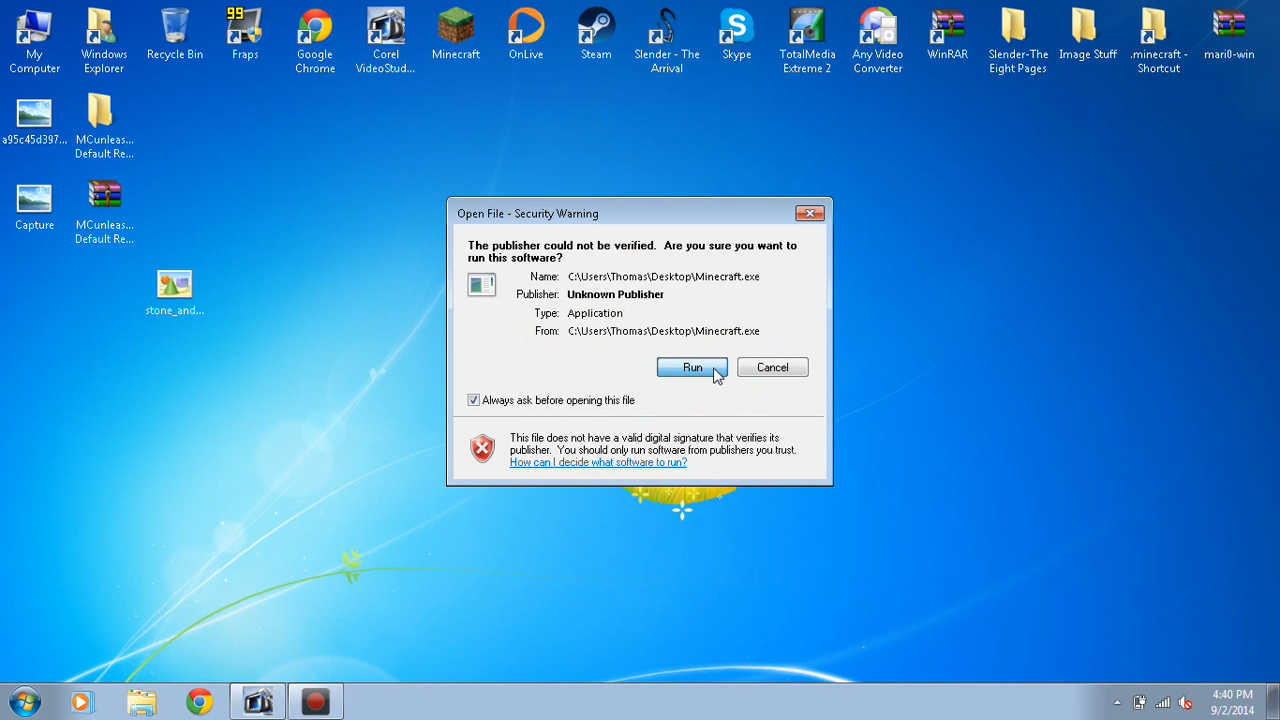 99
My Computer
Windows Explorer
Recycle Bin
Fraps
Google Chrome
Corel VideoStud...
Minecraft
OnLive
Steam
Slender - The Arrival
Skype
TotalMedia Extreme 2
Any Video Converter
WinRAR
Slender-The Eight Pages
Image Stuff
.minecraft - Shortcut
mari0-win
a95c45d397...
MCunleas... Default Re...
Capture
MCunleas... Default Re...
stone_and...
Open File - Security Warning
The publisher could not be verified. Are you sure you want to
run this software?
Name: C:\Users\Thomas\Desktop\Minecraft.exe
Publisher: Unknown Publisher
Type: Application
From: C:\Users\Thomas\Desktop\Minecraft.exe
Run Cancel
Always ask before opening this file
This file does not have a valid digital signature that verifies its
publisher. You should only run software from publishers you trust.
How can I decide what software to run?
4:40 PM
9/2/2014